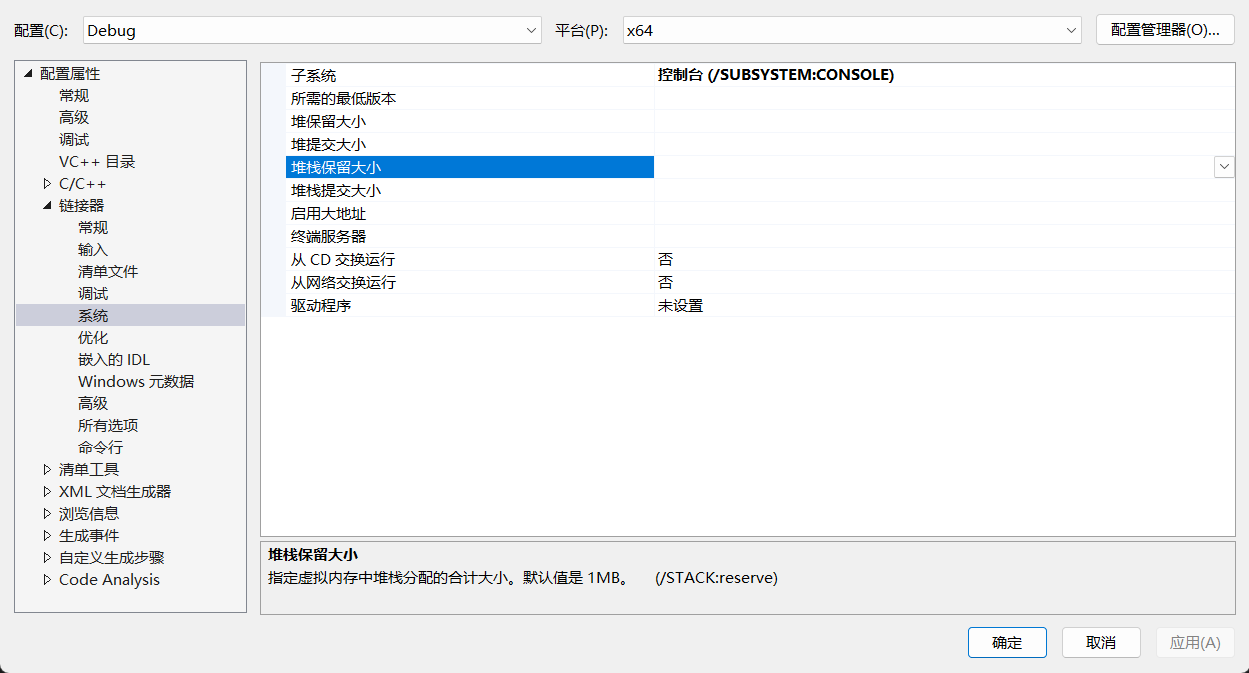 配置(C): Debug 平台(P): x64 配置管理器(O)...
配置属性
常规
高级
调试
VC++ 目录
C/C++
链接器
常规
输入
清单文件
调试
系统
优化
嵌入的 IDL
Windows 元数据
高级
所有选项
命令行
清单工具
XML 文档生成器
浏览信息
生成事件
自定义生成步骤
Code Analysis
子系统 控制台 (/SUBSYSTEM:CONSOLE)
所需的最低版本
堆保留大小
堆提交大小
堆栈保留大小
堆栈提交大小
启用大地址
终端服务器
从 CD 交换运行 否
从网络交换运行 否
驱动程序 未设置
堆栈保留大小
指定虚拟内存中堆栈分配的合计大小。默认值是 1MB。 (/STACK:reserve)
确定 取消 应用(A)